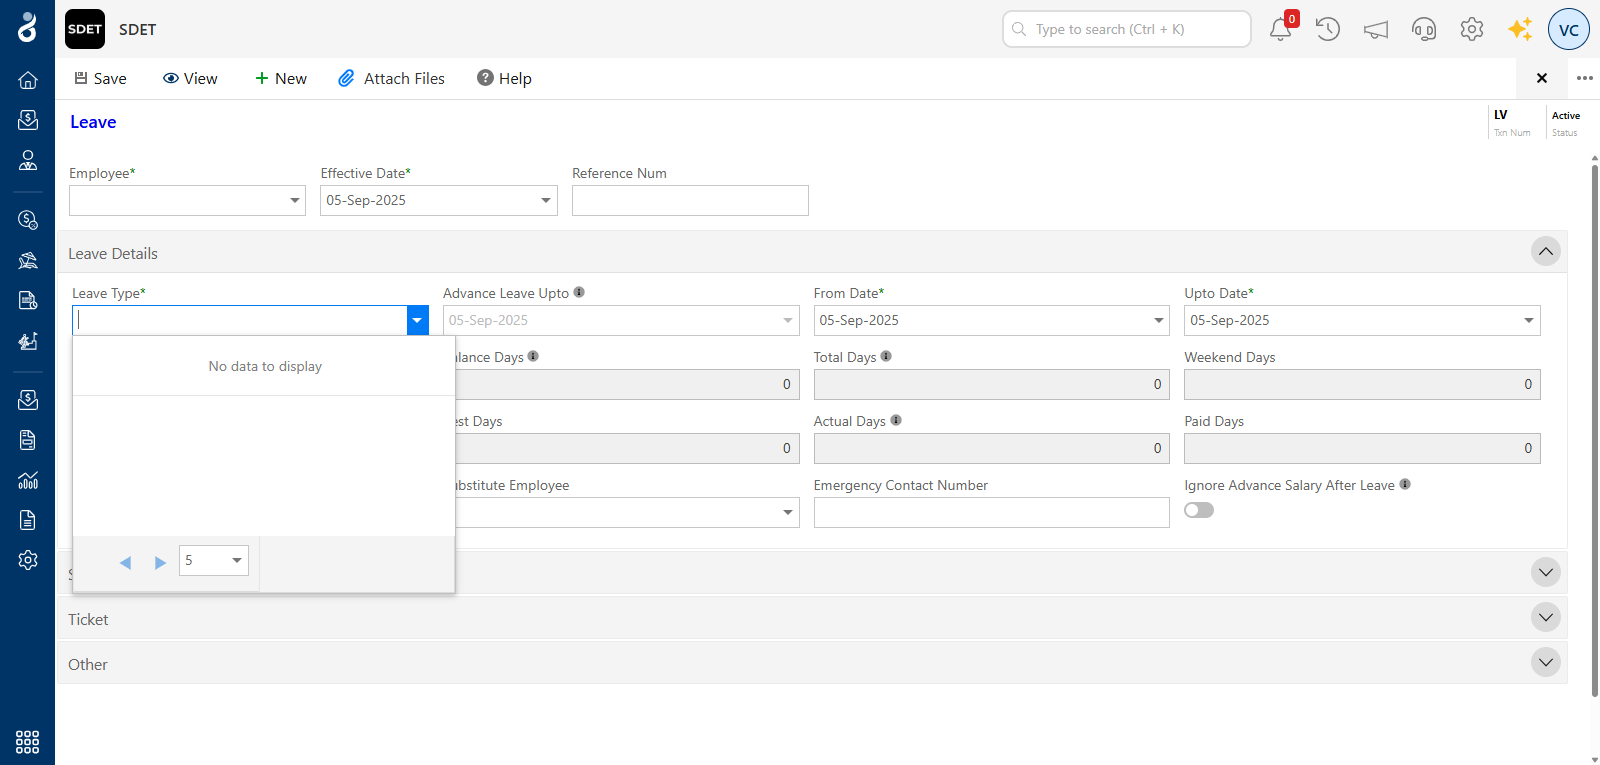 SDET
SDET
Type to search (Ctrl + K)
0
VC
Save
View
New
Attach Files
Help
Leave
LV
Txn Num
Active
Status
Employee*
Effective Date*
Reference Num
05-Sep-2025
Leave Details
Leave Type*
Advance Leave Upto
From Date*
Upto Date*
05-Sep-2025
05-Sep-2025
05-Sep-2025
No data to display
alance Days
Total Days
Weekend Days
0
0
0
est Days
Actual Days
Paid Days
0
0
0
ubstitute Employee
Emergency Contact Number
Ignore Advance Salary After Leave
5
Ticket
Other